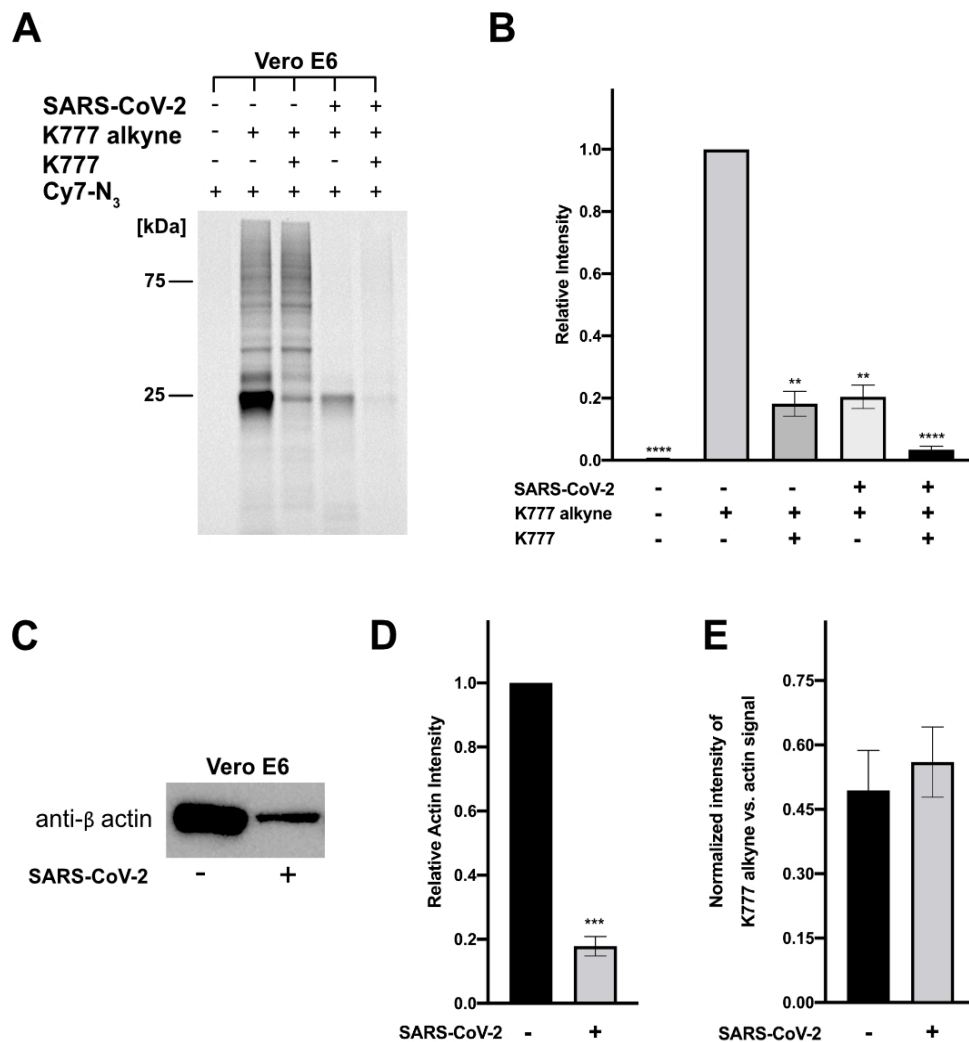 A
Vero E6
SARS-CoV-2 - - - + +
K777 alkyne - + + + +
K777 - - + - +
Cy7-N₃ + + + + +
[kDa]
75
25
B
Relative Intensity
1.0
0.8
0.6
0.4
0.2
0.0
**** ** ** ****
SARS-CoV-2 - - - + +
K777 alkyne - + + + +
K777 - - + - +
C
Vero E6
anti-β actin
SARS-CoV-2 - +
D
Relative Actin Intensity
1.0
0.8
0.6
0.4
0.2
0.0
***
SARS-CoV-2 - +
E
Normalized intensity of
K777 alkyne vs. actin signal
0.75
0.60
0.45
0.30
0.15
0.00
SARS-CoV-2 - +